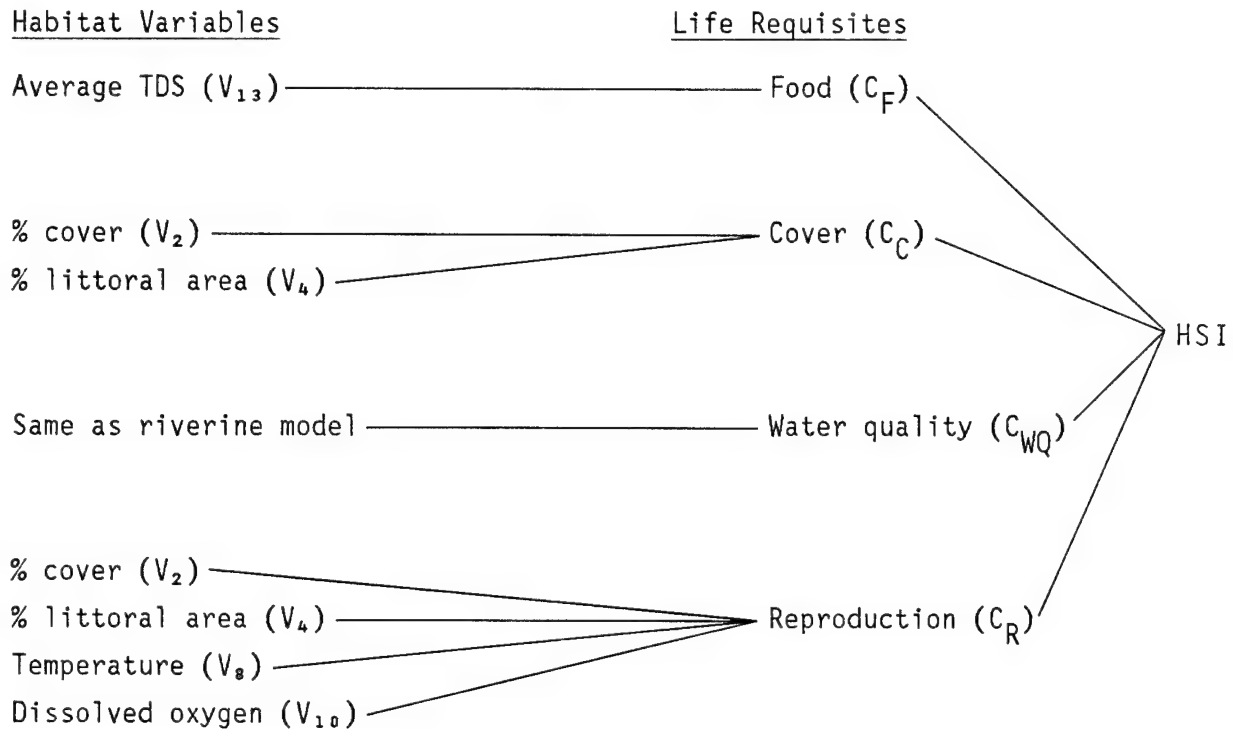 Habitat Variables Life Requisites
Average TDS (V₁₃) Food (C_F)
% cover (V₂) Cover (C_C)
% littoral area (V₄)
HSI
Same as riverine model Water quality (C_WQ)
% cover (V₂)
% littoral area (V₄) Reproduction (C_R)
Temperature (V₈)
Dissolved oxygen (V₁₀)